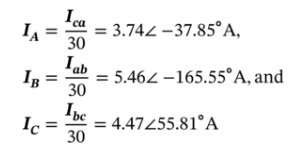 I_A = I_ca / 30 = 3.74∠ −37.85°A,
I_B = I_ab / 30 = 5.46∠ −165.55°A, and
I_C = I_bc / 30 = 4.47∠55.81°A